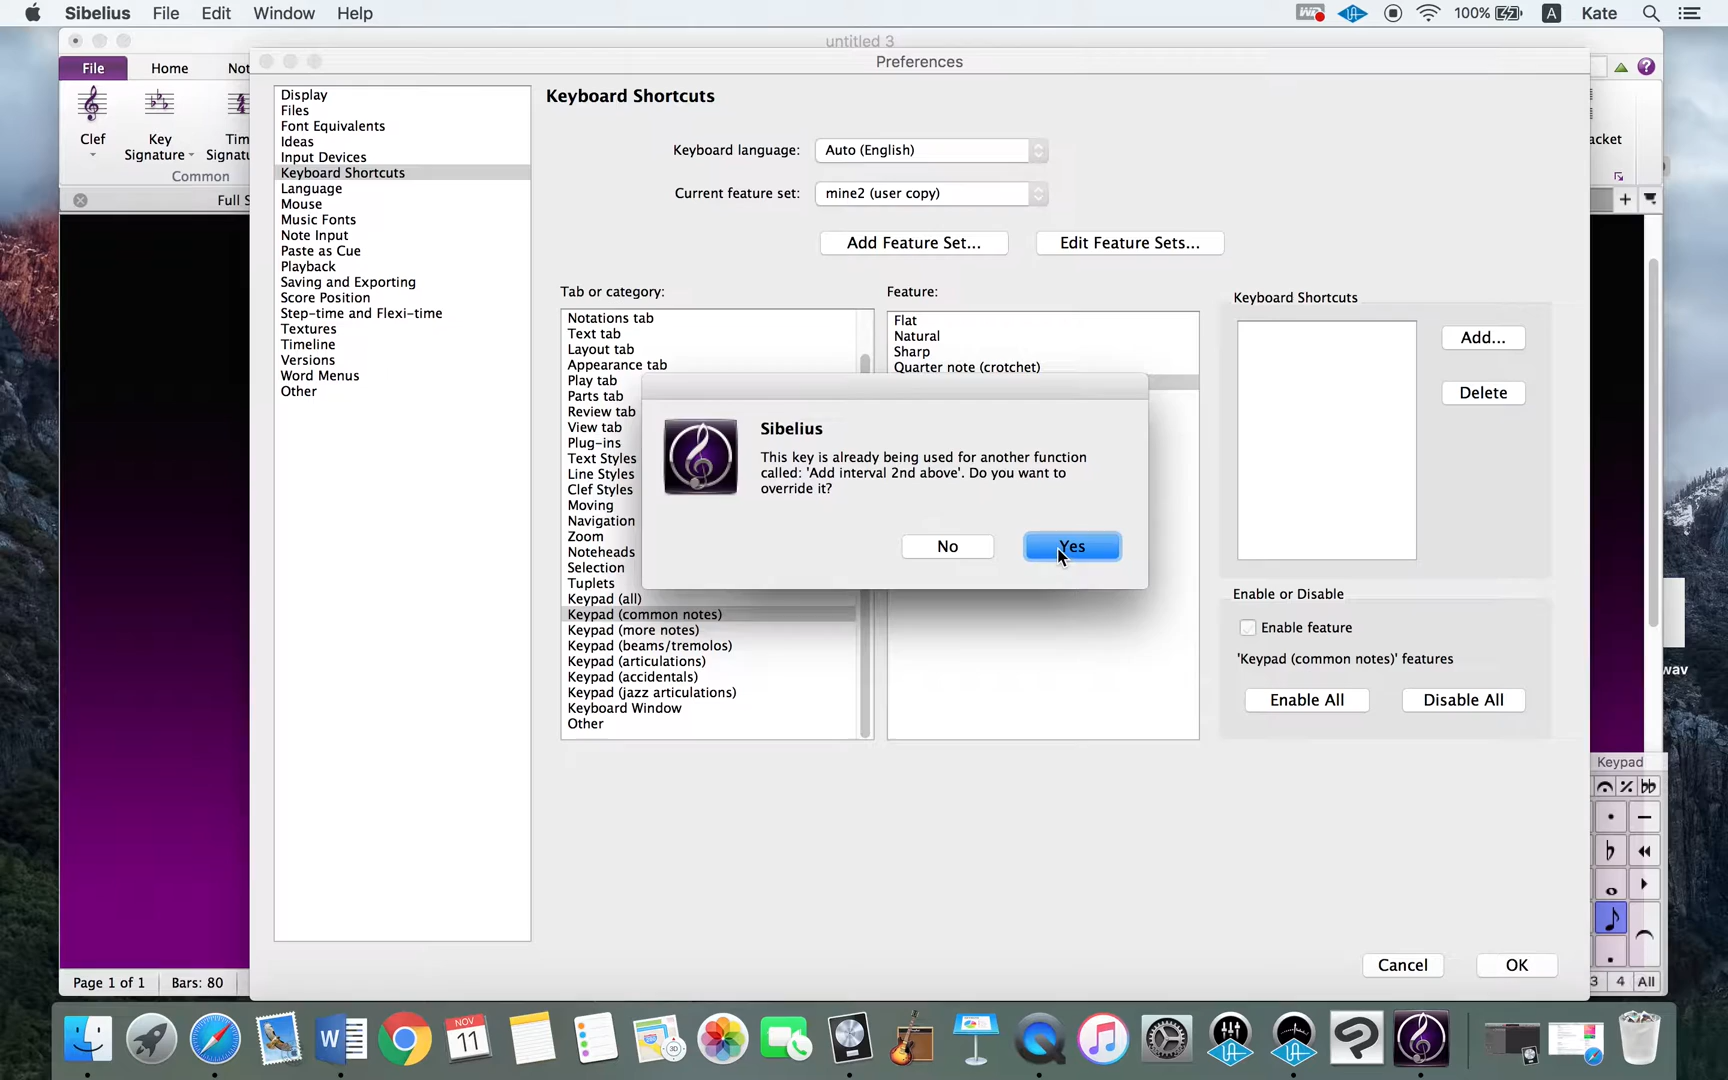 Sibelius File Edit Window Help
100% A Kate
untitled 3
Preferences
File Home Not
Clef
Key
Signature
Tim
Signatu
Common
Full S
acket
Display
Files
Font Equivalents
Ideas
Input Devices
Keyboard Shortcuts
Language
Mouse
Music Fonts
Note Input
Paste as Cue
Playback
Saving and Exporting
Score Position
Step-time and Flexi-time
Textures
Timeline
Versions
Word Menus
Other
Keyboard Shortcuts
Keyboard language: Auto (English)
Current feature set: mine2 (user copy)
Add Feature Set... Edit Feature Sets...
Tab or category:
Notations tab
Text tab
Layout tab
Appearance tab
Play tab
Parts tab
Review tab
View tab
Plug-ins
Text Styles
Line Styles
Clef Styles
Moving
Navigation
Zoom
Noteheads
Selection
Tuplets
Keypad (all)
Keypad (common notes)
Keypad (more notes)
Keypad (beams/tremolos)
Keypad (articulations)
Keypad (accidentals)
Keypad (jazz articulations)
Keyboard Window
Other
Feature:
Flat
Natural
Sharp
Quarter note (crotchet)
Keyboard Shortcuts
Add...
Delete
Sibelius
This key is already being used for another function
called: 'Add interval 2nd above'. Do you want to
override it?
No Yes
Enable or Disable
Enable feature
'Keypad (common notes)' features
Enable All Disable All
Cancel OK
wav
Keypad
3 4 All
Page 1 of 1 Bars: 80
NOV
11